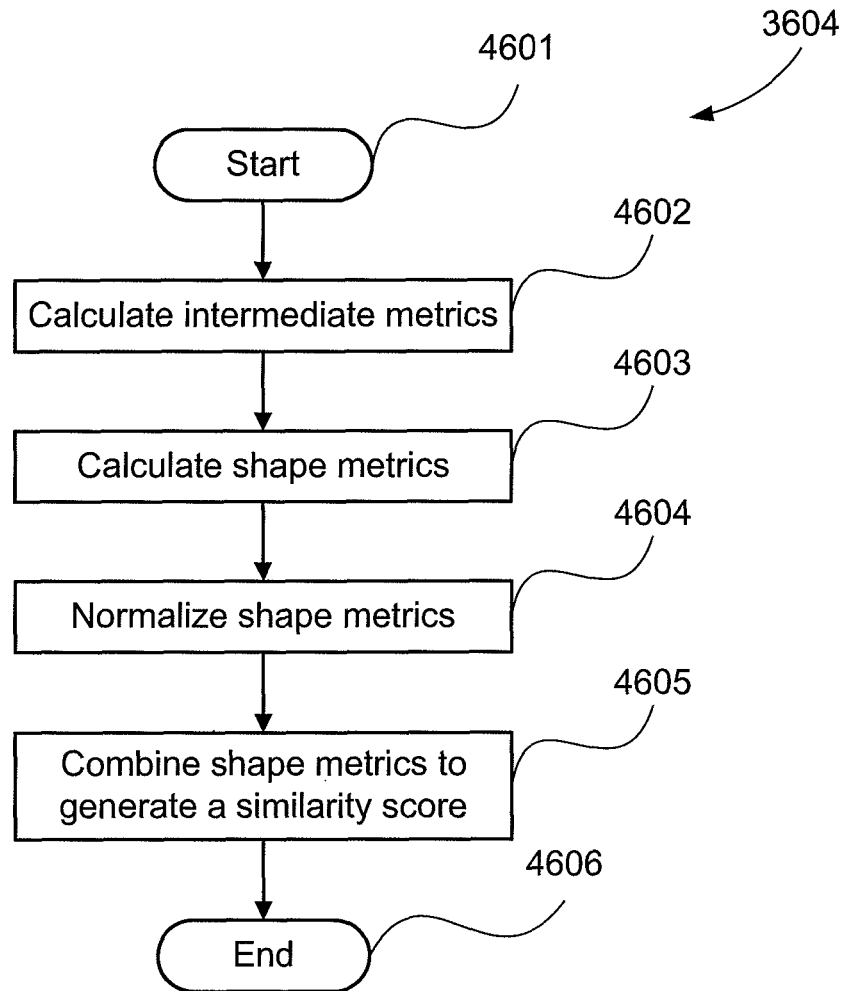 3604
4601
Start
4602
Calculate intermediate metrics
4603
Calculate shape metrics
4604
Normalize shape metrics
4605
Combine shape metrics to
generate a similarity score
4606
End